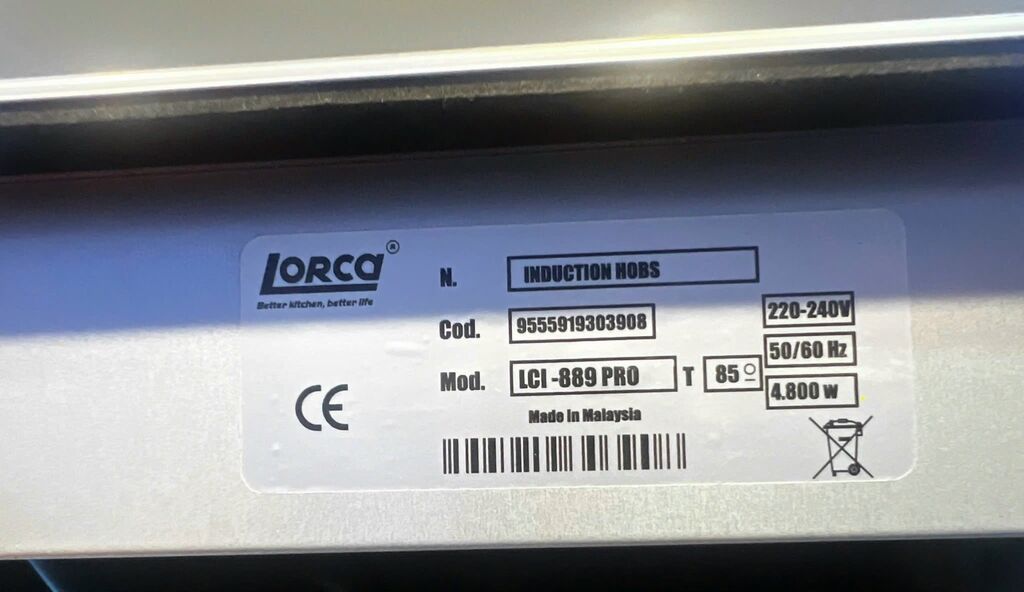 LORCA®
Better kitchen, better life
N. INDUCTION HOBS
Cod. 9555919303908
220-240V
50/60 Hz
Mod. LCI -889 PRO T 85º
4.800 w
Made In Malaysia
CE